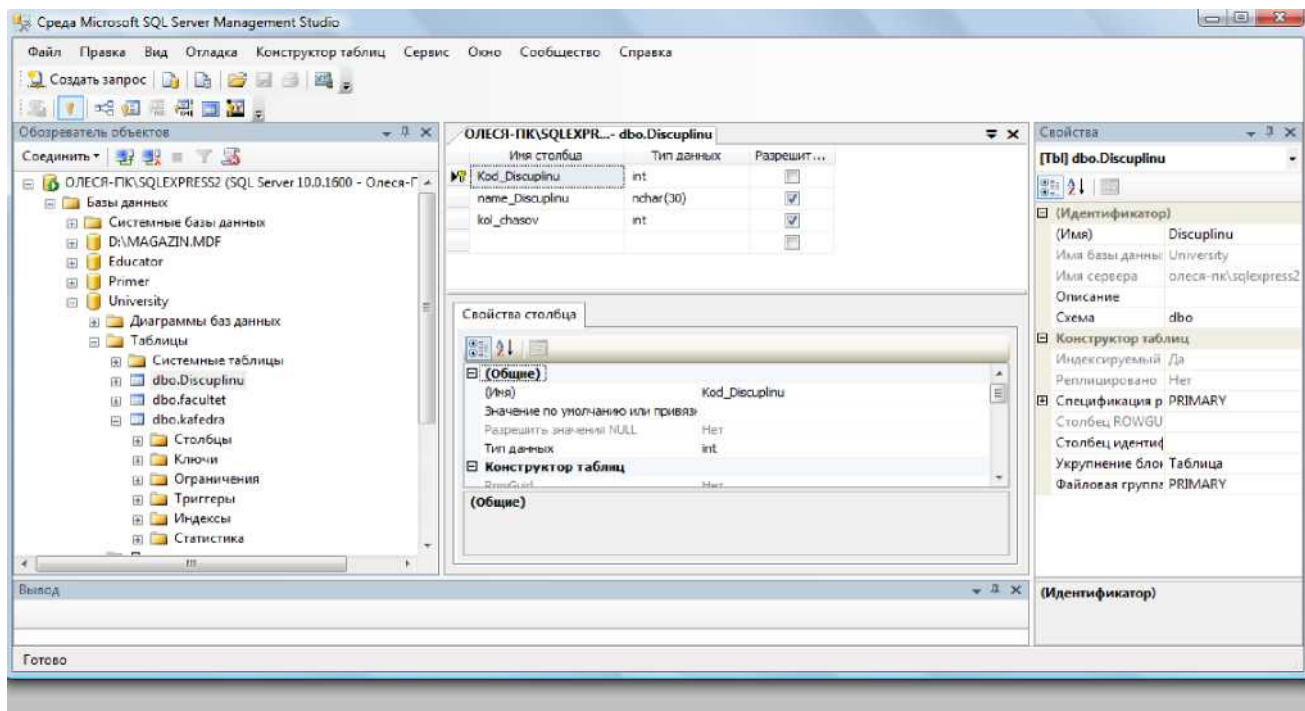 Среда Microsoft SQL Server Management Studio
Файл Правка Вид Отладка Конструктор таблиц Сервис Окно Сообщество Справка
Создать запрос
Обозреватель объектов
Соединить
ОЛЕСЯ-ПК\SQLEXPRESS2 (SQL Server 10.0.1600 - Олеся-Г
Базы данных
Системные базы данных
D:\MAGAZIN.MDF
Educator
Primer
University
Диаграммы баз данных
Таблицы
Системные таблицы
dbo.Discuplinu
dbo.facultet
dbo.kafedra
Столбцы
Ключи
Ограничения
Триггеры
Индексы
Статистика
ОЛЕСЯ-ПК\SQLEXPR...- dbo.Discuplinu
Имя столбца Тип данных Разрешит...
Kod_Discuplinu int
name_Discuplinu nchar(30)
kol_chasov int
Свойства столбца
(Общие)
(Имя) Kod_Discuplinu
Значение по умолчанию или привязк
Разрешить значения NULL Нет
Тип данных int
Конструктор таблиц
RowGuid Нет
(Общие)
Свойства
[Tbl] dbo.Discuplinu
(Идентификатор)
(Имя) Discuplinu
Имя базы данны University
Имя сервера олеся-пк\sqlexpress2
Описание
Схема dbo
Конструктор таблиц
Индексируемый Да
Реплицировано Нет
Спецификация р PRIMARY
Столбец ROWGU
Столбец идентиф
Укрупнение блок Таблица
Файловая группа PRIMARY
(Идентификатор)
Вывод
Готово